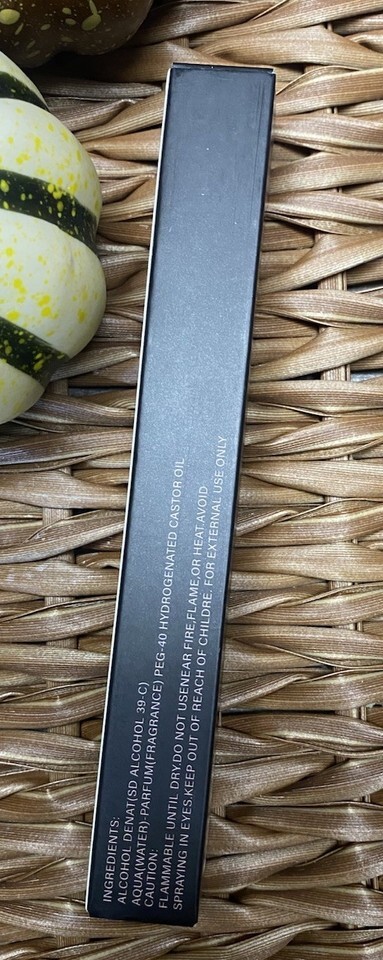 INGREDIENTS:
ALCOHOL DENAT(SD ALCOHOL 39-C)
AQUA(WATER)-PARFUM(FRAGRANCE) PEG-40 HYDROGENATED CASTOR OIL
CAUTION:
FLAMMABLE UNTIL DRY.DO NOT USENEAR FIRE,FLAME,OR HEAT.AVOID
SPRAYING IN EYES.KEEP OUT OF REACH OF CHILDRE. FOR EXTERNAL USE ONLY